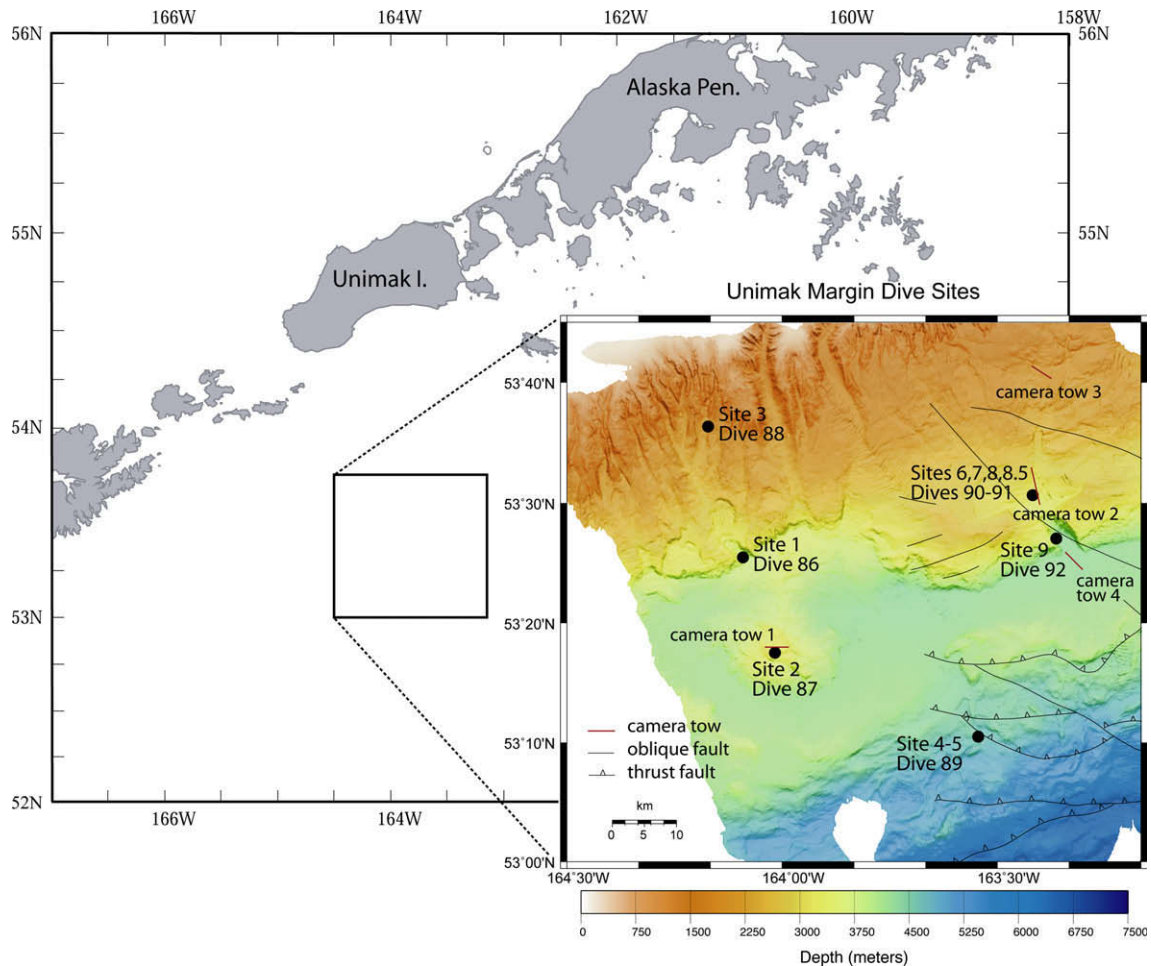 166W 164W 162W 160W 158W
56N 56N
Alaska Pen.
55N 55N
Unimak I.
Unimak Margin Dive Sites
53°40'N
camera tow 3
54N
Site 3
Dive 88
Sites 6,7,8,8.5
Dives 90-91
53°30'N
camera tow 2
Site 1
Dive 86
Site 9
Dive 92
camera
tow 4
53N
53°20'N
camera tow 1
Site 2
Dive 87
camera tow
oblique fault
thrust fault
53°10'N
Site 4-5
Dive 89
km
0 5 10
52N
166W 164W
53°00'N
164°30'W 164°00'W 163°30'W
0 750 1500 2250 3000 3750 4500 5250 6000 6750 7500
Depth (meters)